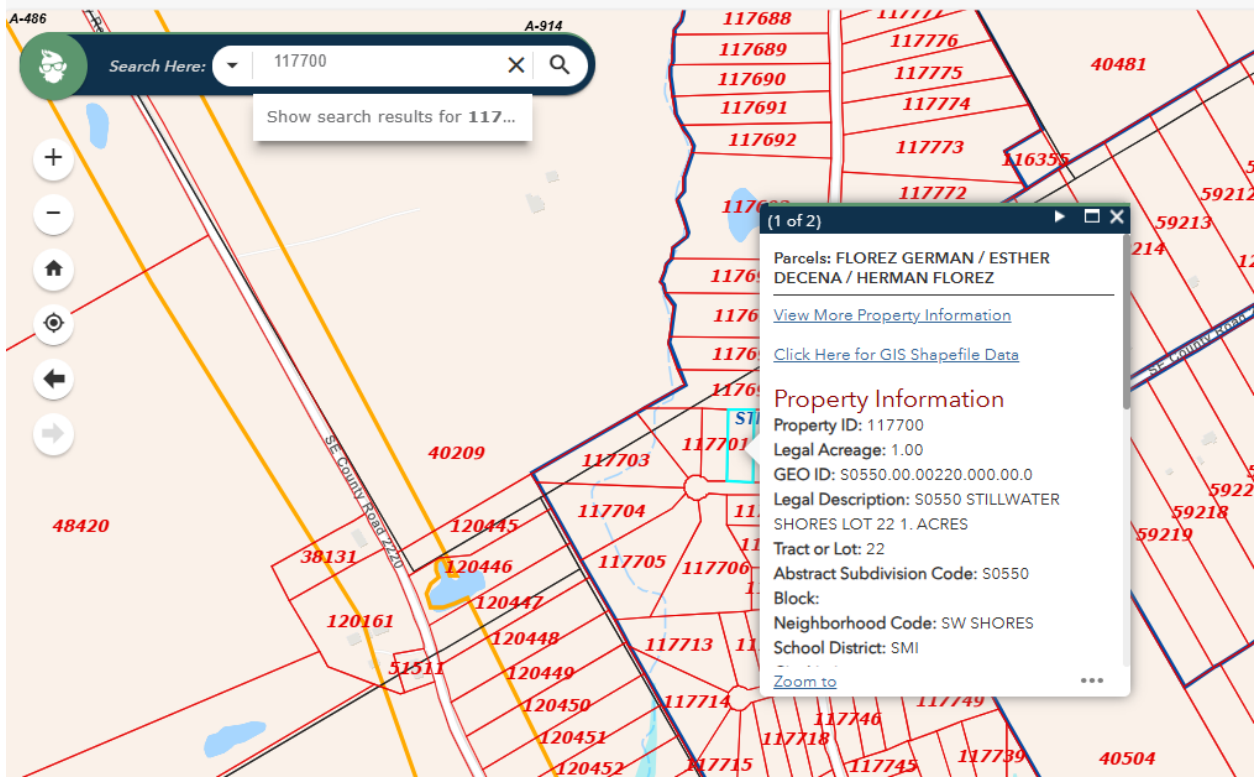 A-486
A-914
Search Here:
117700
Show search results for 117...
117688
117689
117690
117691
117692
117777
117776
117775
117774
117773
117772
40481
116355
59212
59213
214
SE County Road
59218
59219
40209
48420
SE County Road 2220
38131
120161
51511
120445
120446
120447
120448
120449
120450
120451
120452
117701
117703
117704
117705
117706
117713
117714
117715
117718
117746
117745
117749
117739
40504
(1 of 2)
Parcels: FLOREZ GERMAN / ESTHER
DECENA / HERMAN FLOREZ
View More Property Information
Click Here for GIS Shapefile Data
Property Information
Property ID: 117700
Legal Acreage: 1.00
GEO ID: S0550.00.00220.000.00.0
Legal Description: S0550 STILLWATER
SHORES LOT 22 1. ACRES
Tract or Lot: 22
Abstract Subdivision Code: S0550
Block:
Neighborhood Code: SW SHORES
School District: SMI
Zoom to